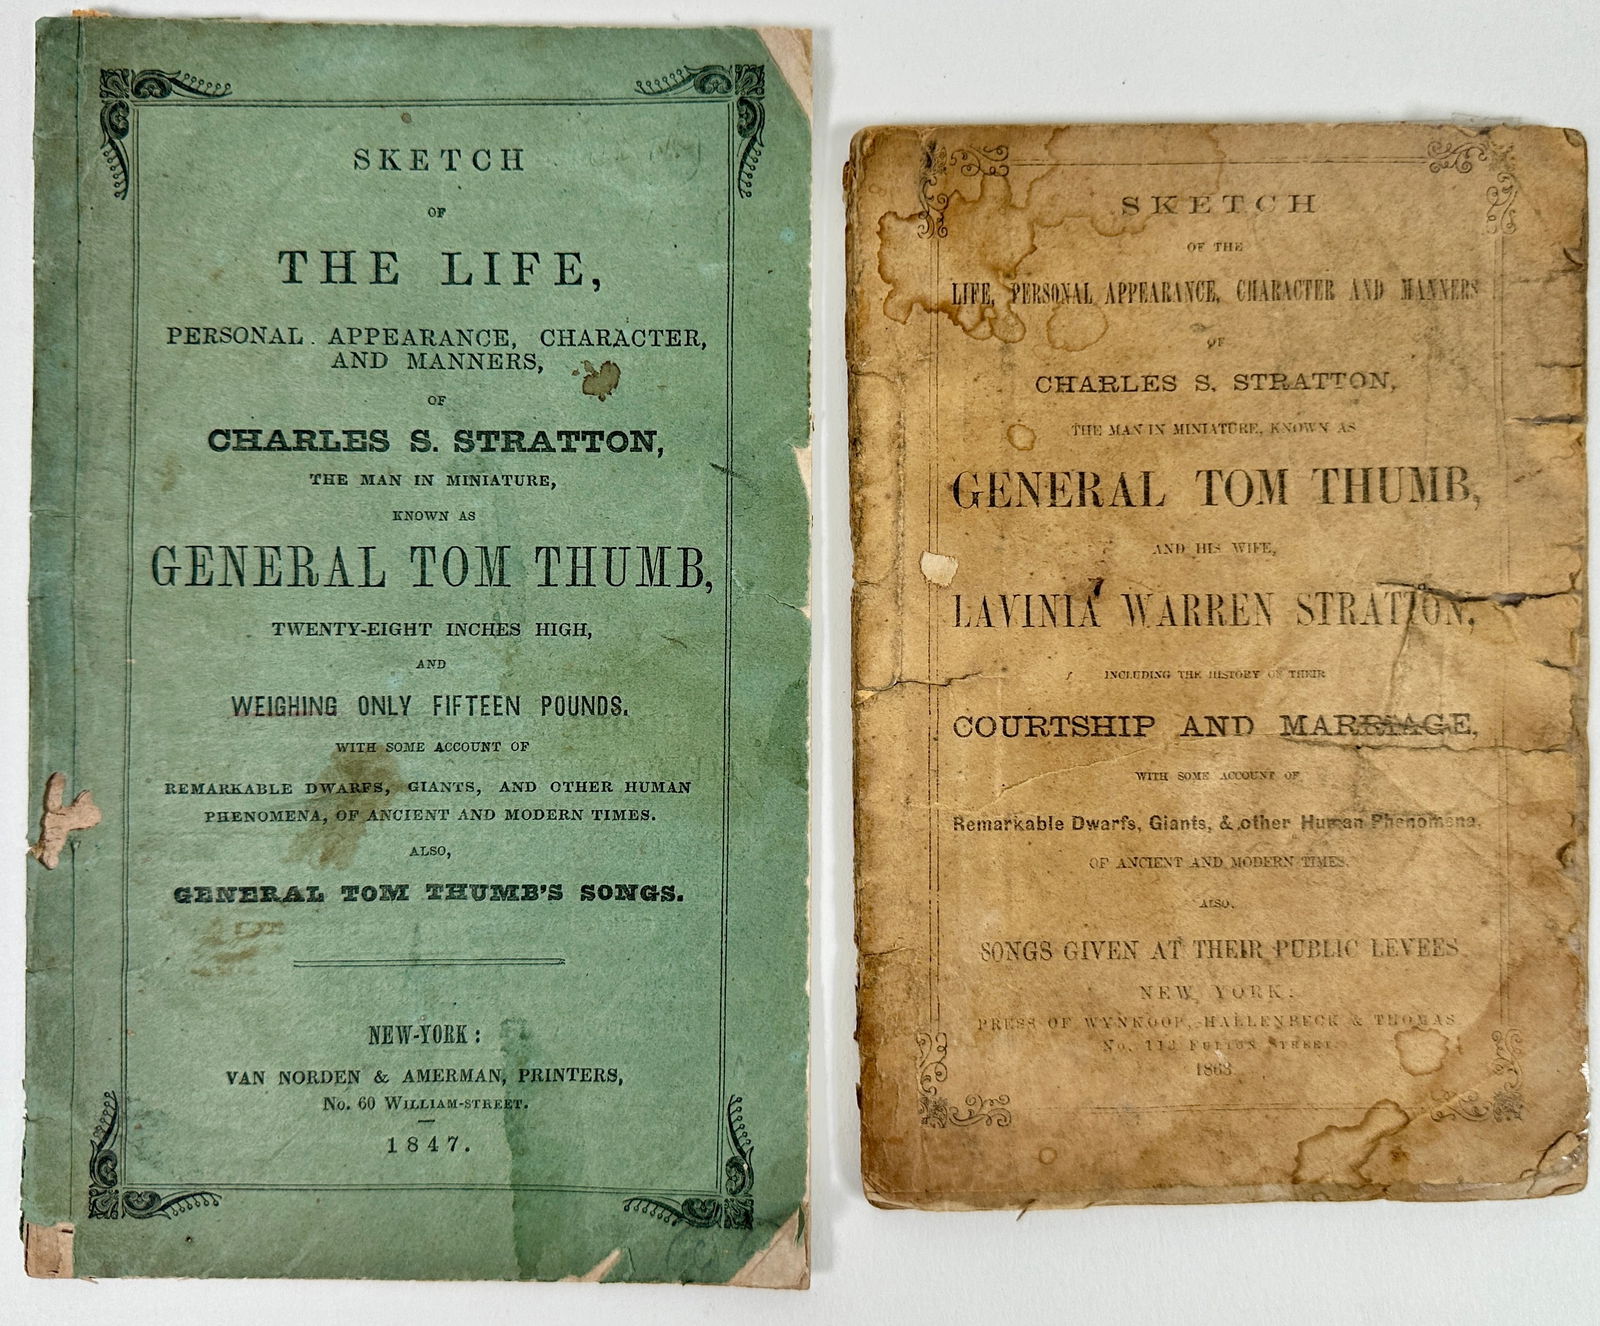 SKETCH
OF
THE LIFE,
PERSONAL. APPEARANCE, CHARACTER,
AND MANNERS,
OF
CHARLES S. STRATTON,
THE MAN IN MINIATURE,
KNOWN AS
GENERAL TOM THUMB,
TWENTY-EIGHT INCHES HIGH,
AND
WEIGHING ONLY FIFTEEN POUNDS.
WITH SOME ACCOUNT OF
REMARKABLE DWARFS, GIANTS, AND OTHER HUMAN
PHENOMENA, OF ANCIENT AND MODERN TIMES.
ALSO,
GENERAL TOM THUMB'S SONGS.
NEW-YORK:
VAN NORDEN & AMERMAN, PRINTERS,
No. 60 WILLIAM-STREET.
1847.
SKETCH
OF THE
LIFE, PERSONAL APPEARANCE, CHARACTER AND MANNERS
OF
CHARLES S. STRATTON,
THE MAN IN MINIATURE, KNOWN AS
GENERAL TOM THUMB,
AND HIS WIFE,
LAVINIA WARREN STRATTON,
INCLUDING THE HISTORY OF THEIR
COURTSHIP AND MARRIAGE,
WITH SOME ACCOUNT OF
Remarkable Dwarfs, Giants, & other Human Phenomena,
OF ANCIENT AND MODERN TIMES.
ALSO,
SONGS GIVEN AT THEIR PUBLIC LEVEES
NEW YORK:
PRESS OF WYNKOOP, HALLENBECK & THOMAS
No. 113 FULTON STREET.
1863